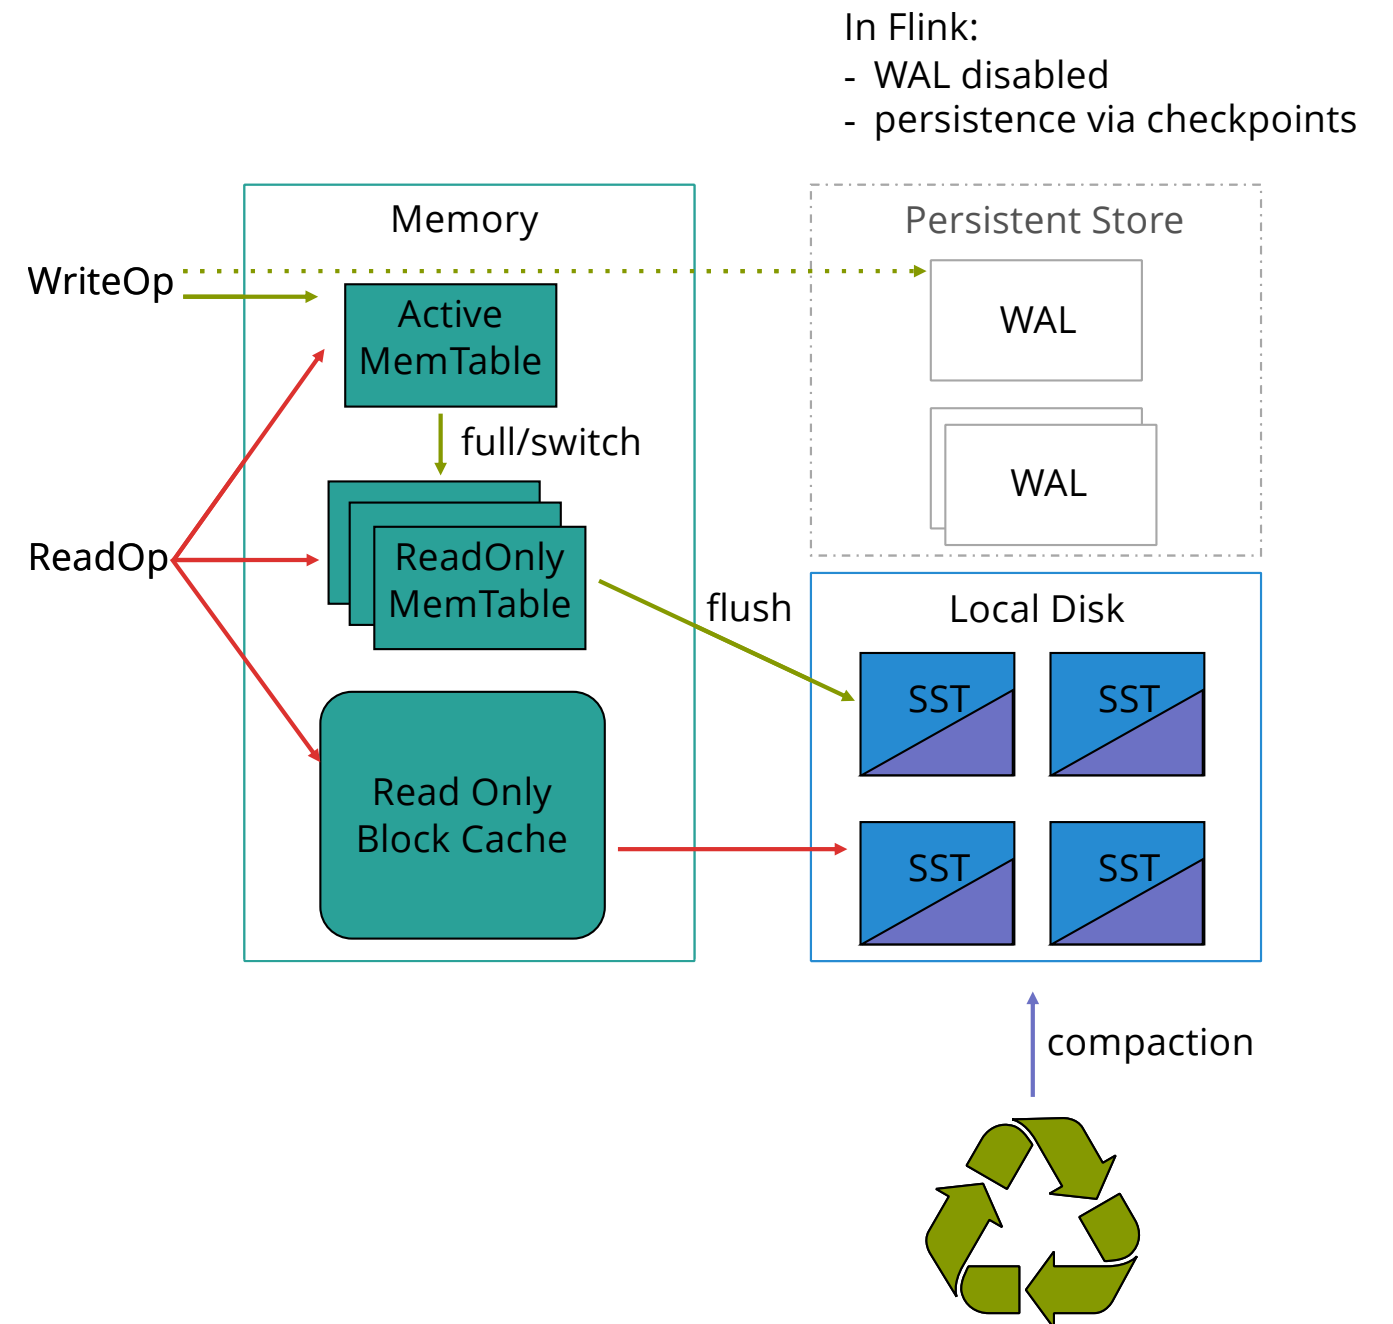 In Flink:
- WAL disabled
- persistence via checkpoints
Memory
Persistent Store
WriteOp
WAL
Active
MemTable
full/switch
WAL
ReadOp
ReadOnly
MemTable
flush
Local Disk
SST
SST
Read Only
Block Cache
SST
SST
compaction